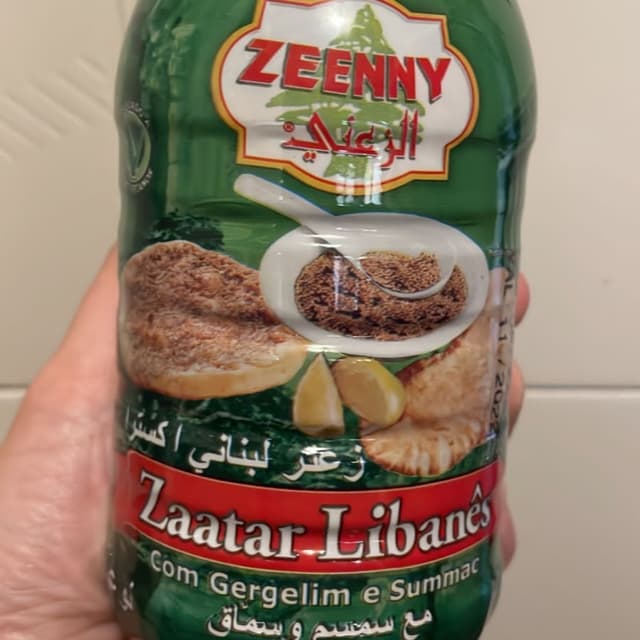 ZEENNY
الزعني
زعتر لبناني اكسترا
Zaatar Libanês
Com Gergelim e Summac
مع سمسم وسماق